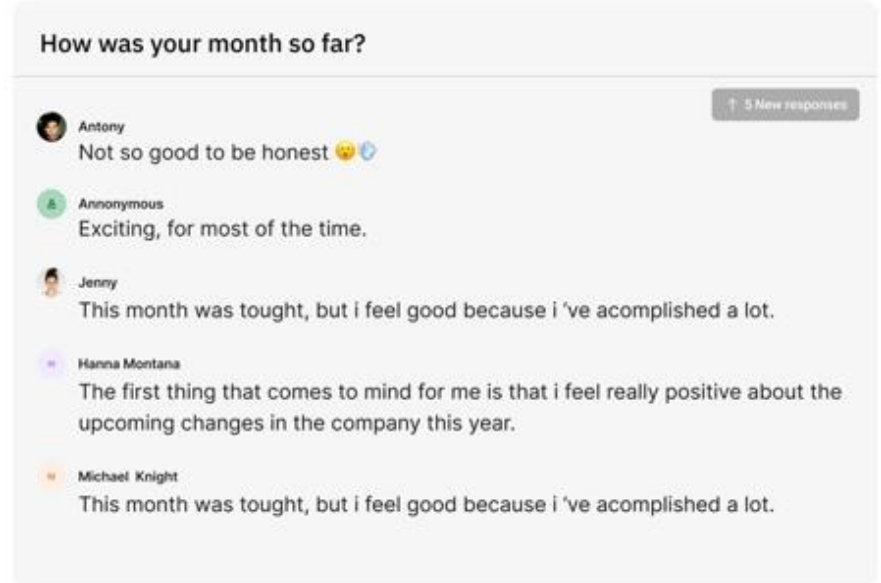 How was your month so far?
↑ 5 New responses
Antony
Not so good to be honest 😮💨
Annonymous
Exciting, for most of the time.
Jenny
This month was tought, but i feel good because i 've acomplished a lot.
Hanna Montana
The first thing that comes to mind for me is that i feel really positive about the
upcoming changes in the company this year.
Michael Knight
This month was tought, but i feel good because i 've acomplished a lot.